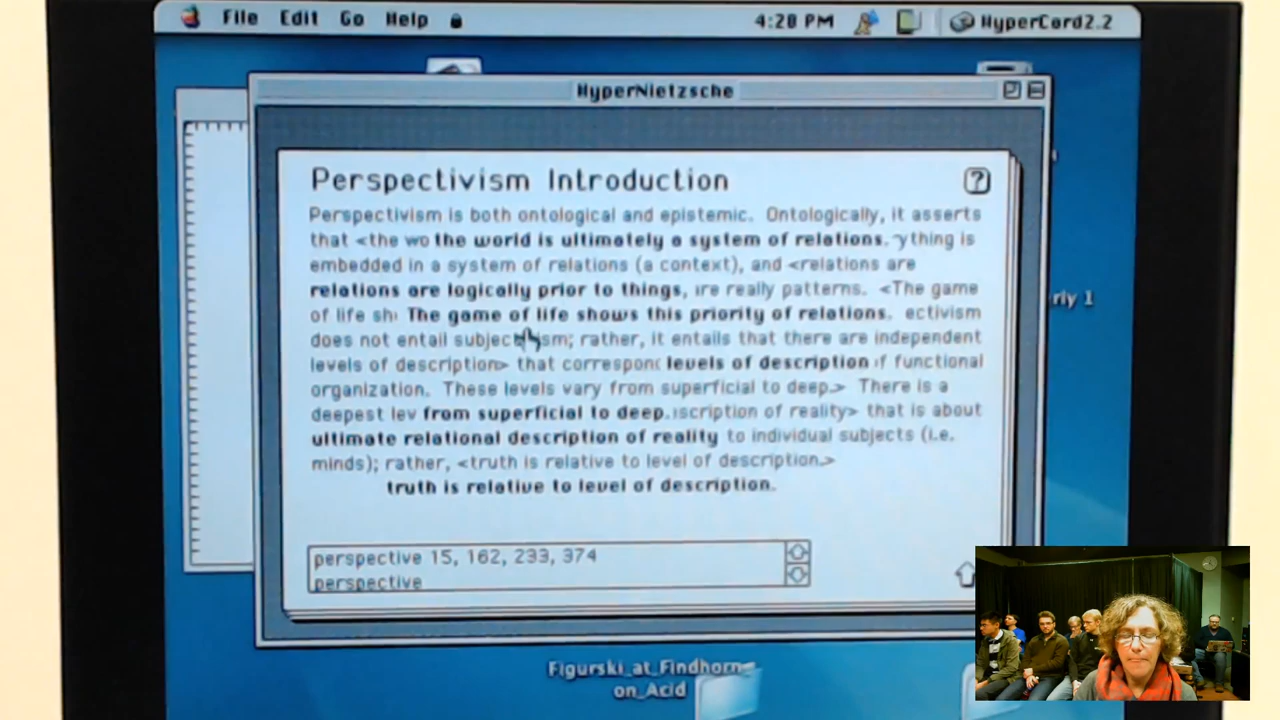 File Edit Go Help 4:20 PM HyperCard2.2
HyperNietzsche
Perspectivism Introduction
?
Perspectivism is both ontological and epistemic. Ontologically, it asserts
that <the wo the world is ultimately a system of relations. ything is
embedded in a system of relations (a context), and <relations are
relations are logically prior to things, are really patterns. <The game
of life sh The game of life shows this priority of relations. ectivism
does not entail subjectivism; rather, it entails that there are independent
levels of description> that correspon levels of description of functional
organization. These levels vary from superficial to deep.> There is a
deepest lev from superficial to deep. scription of reality> that is about
ultimate relational description of reality to individual subjects (i.e.
minds); rather, <truth is relative to level of description.>
truth is relative to level of description.
perspective 15, 162, 233, 374
perspective
rly 1
Figurski_at_Findhorn_
on_Acid